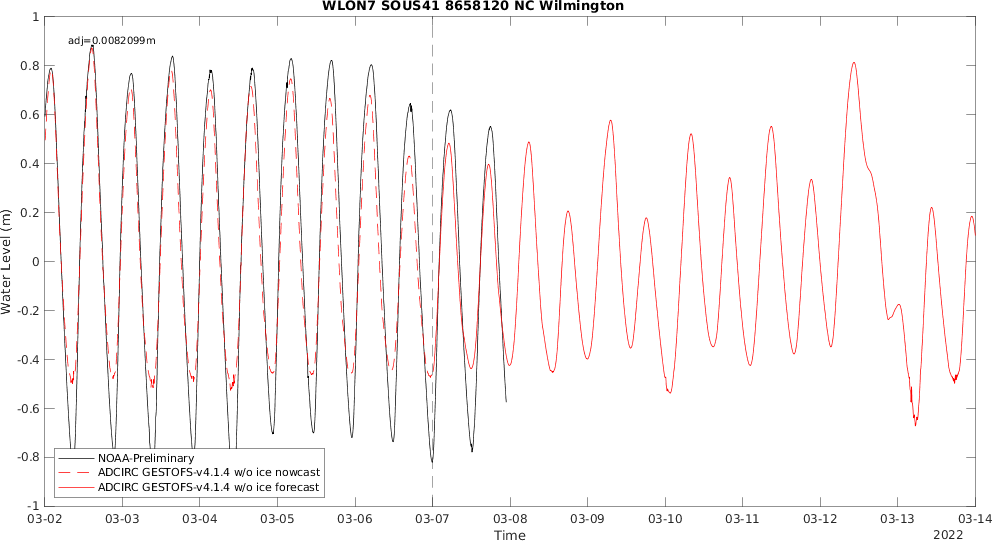 WLON7 SOUS41 8658120 NC Wilmington
adj=0.0082099m
1
0.8
0.6
0.4
0.2
0
-0.2
-0.4
-0.6
-0.8
-1
Water Level (m)
NOAA-Preliminary
ADCIRC GESTOFS-v4.1.4 w/o ice nowcast
ADCIRC GESTOFS-v4.1.4 w/o ice forecast
03-02 03-03 03-04 03-05 03-06 03-07 03-08 03-09 03-10 03-11 03-12 03-13 03-14
Time
2022